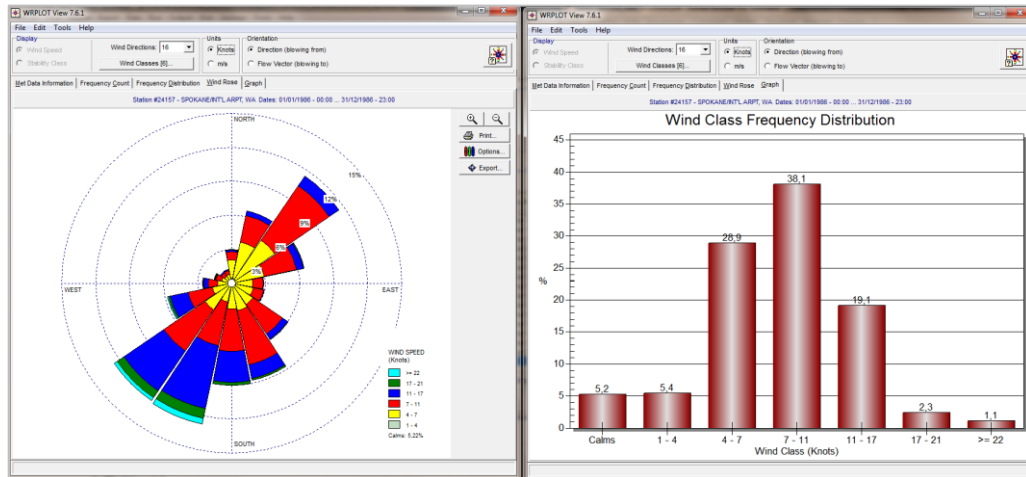 WRPLOT View 7.6.1
File Edit Tools Help
Display
Wind Speed
Stability Class
Wind Directions: 16
Wind Classes [6]...
Units
Knots
m/s
Orientation
Direction (blowing from)
Flow Vector (blowing to)
Met Data Information Frequency Count Frequency Distribution Wind Rose Graph
Station #24157 - SPOKANE/INT'L ARPT, WA Dates: 01/01/1986 - 00:00 ... 31/12/1986 - 23:00
NORTH
15%
12%
9%
6%
3%
WEST
EAST
SOUTH
Print...
Options...
Export...
WIND SPEED
(Knots)
>= 22
17 - 21
11 - 17
7 - 11
4 - 7
1 - 4
Calms: 5,22%
WRPLOT View 7.6.1
File Edit Tools Help
Display
Wind Speed
Stability Class
Wind Directions: 16
Wind Classes [6]...
Units
Knots
m/s
Orientation
Direction (blowing from)
Flow Vector (blowing to)
Met Data Information Frequency Count Frequency Distribution Wind Rose Graph
Station #24157 - SPOKANE/INT'L ARPT, WA Dates: 01/01/1986 - 00:00 ... 31/12/1986 - 23:00
Wind Class Frequency Distribution
45
40
35
30
25
20
15
10
5
0
%
5,2
5,4
28,9
38,1
19,1
2,3
1,1
Calms 1 - 4 4 - 7 7 - 11 11 - 17 17 - 21 >= 22
Wind Class (Knots)